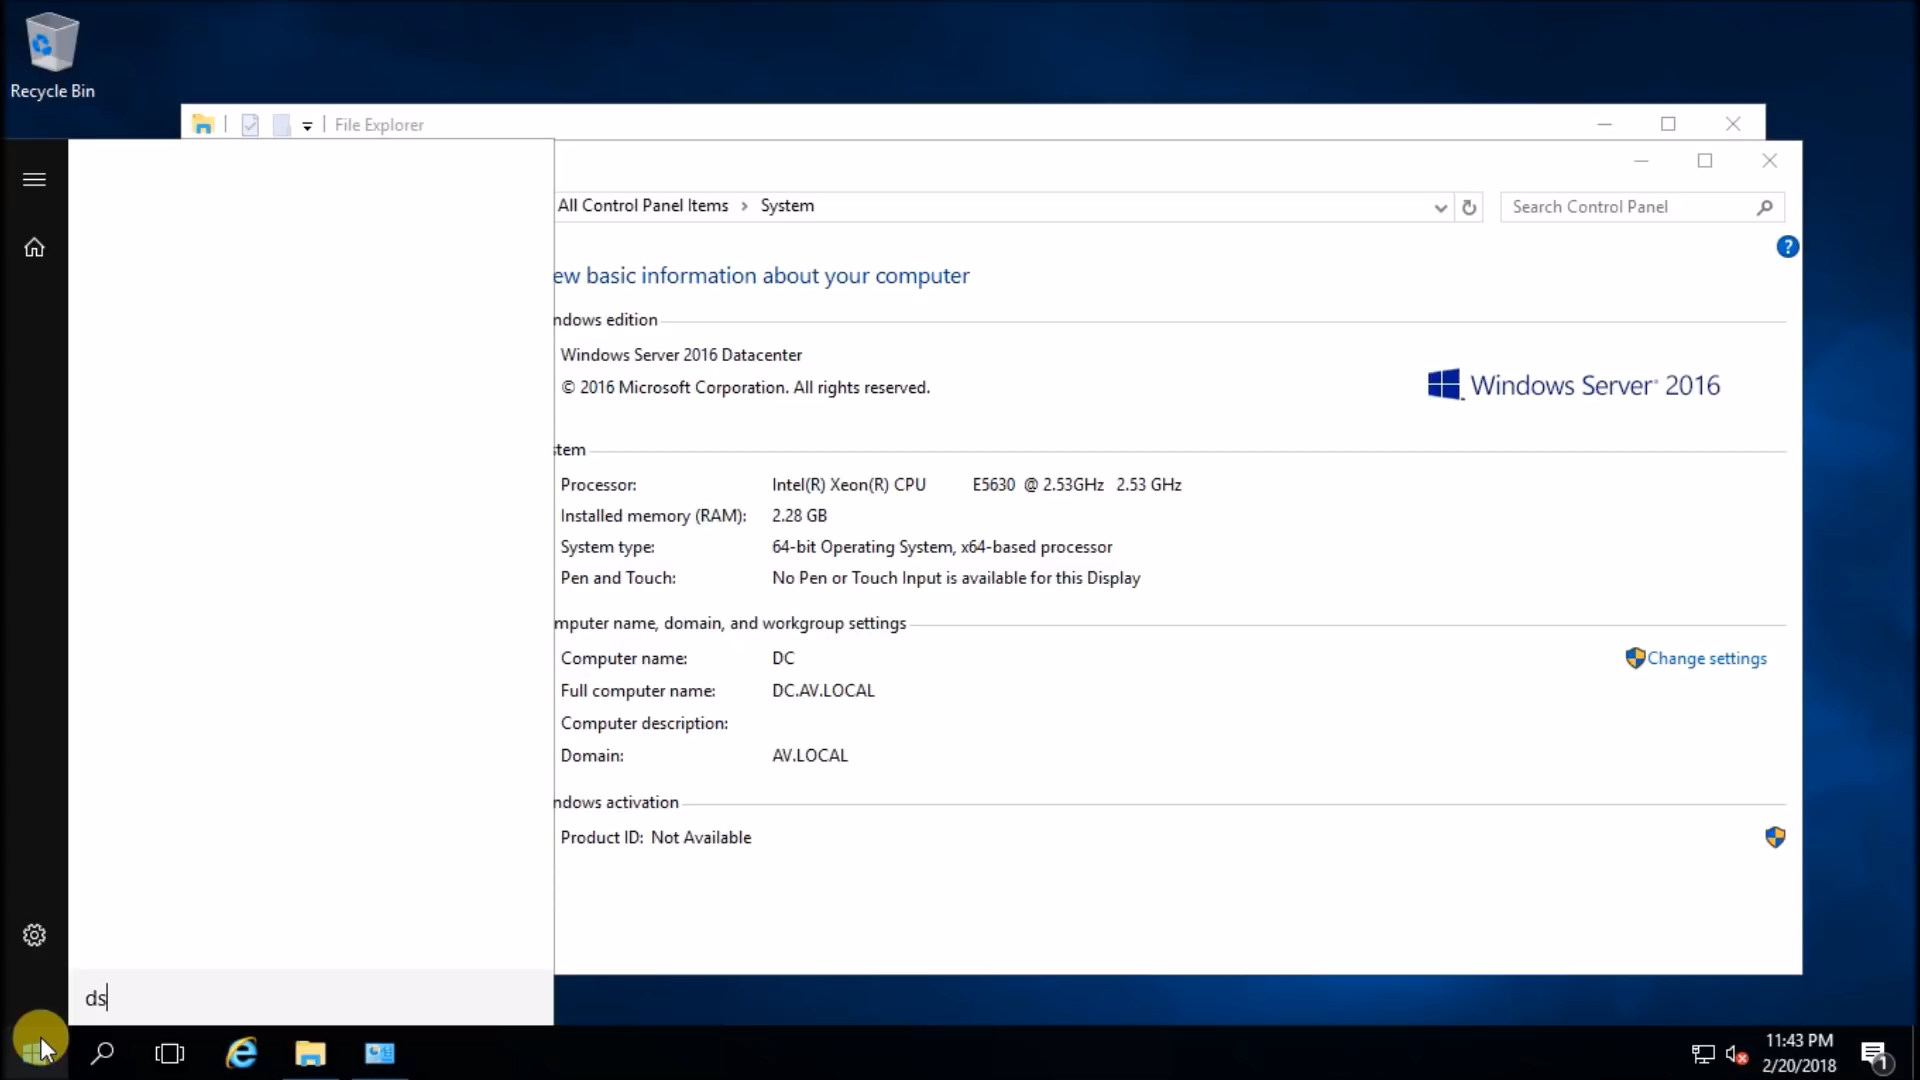 Recycle Bin
File Explorer
All Control Panel Items > System
Search Control Panel
?
ew basic information about your computer
ndows edition
Windows Server 2016 Datacenter
© 2016 Microsoft Corporation. All rights reserved.
Windows Server® 2016
stem
Processor: Intel(R) Xeon(R) CPU E5630 @ 2.53GHz 2.53 GHz
Installed memory (RAM): 2.28 GB
System type: 64-bit Operating System, x64-based processor
Pen and Touch: No Pen or Touch Input is available for this Display
mputer name, domain, and workgroup settings
Computer name: DC
Change settings
Full computer name: DC.AV.LOCAL
Computer description:
Domain: AV.LOCAL
ndows activation
Product ID: Not Available
ds
11:43 PM
2/20/2018
1